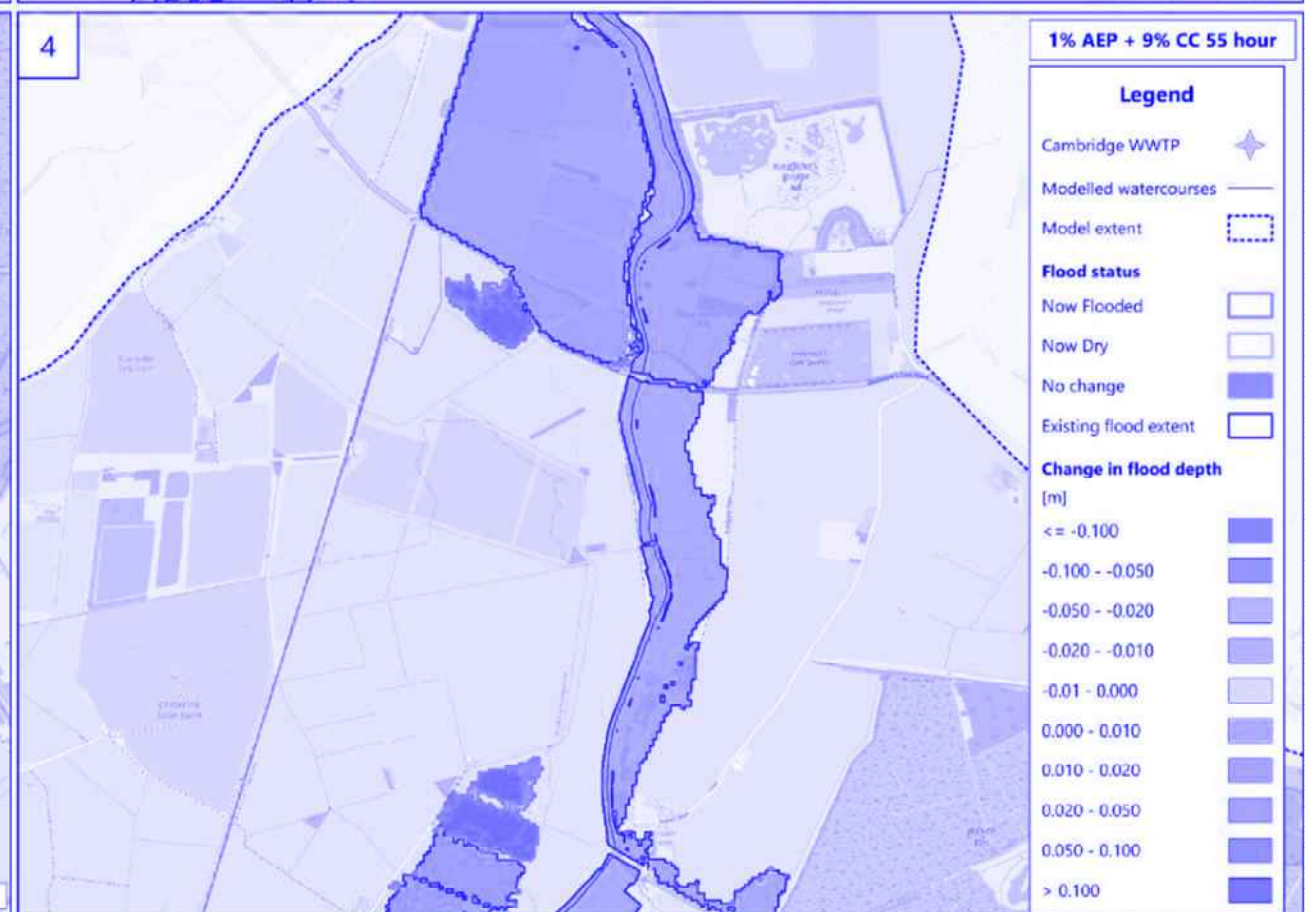 4
1% AEP + 9% CC 55 hour
Legend
Cambridge WWTP
Modelled watercourses
Model extent
Flood status
Now Flooded
Now Dry
No change
Existing flood extent
Change in flood depth
[m]
< = -0.100
-0.100 - -0.050
-0.050 - -0.020
-0.020 - -0.010
-0.01 - 0.000
0.000 - 0.010
0.010 - 0.020
0.020 - 0.050
0.050 - 0.100
> 0.100